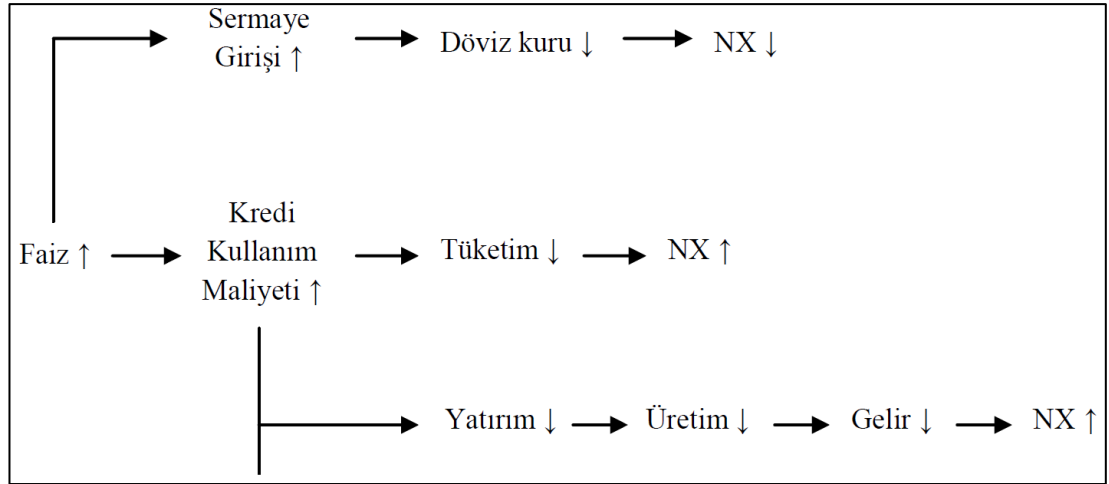 Sermaye
Girişi ↑
Döviz kuru ↓
NX ↓
Faiz ↑
Kredi
Kullanım
Maliyeti ↑
Tüketim ↓
NX ↑
Yatırım ↓
Üretim ↓
Gelir ↓
NX ↑